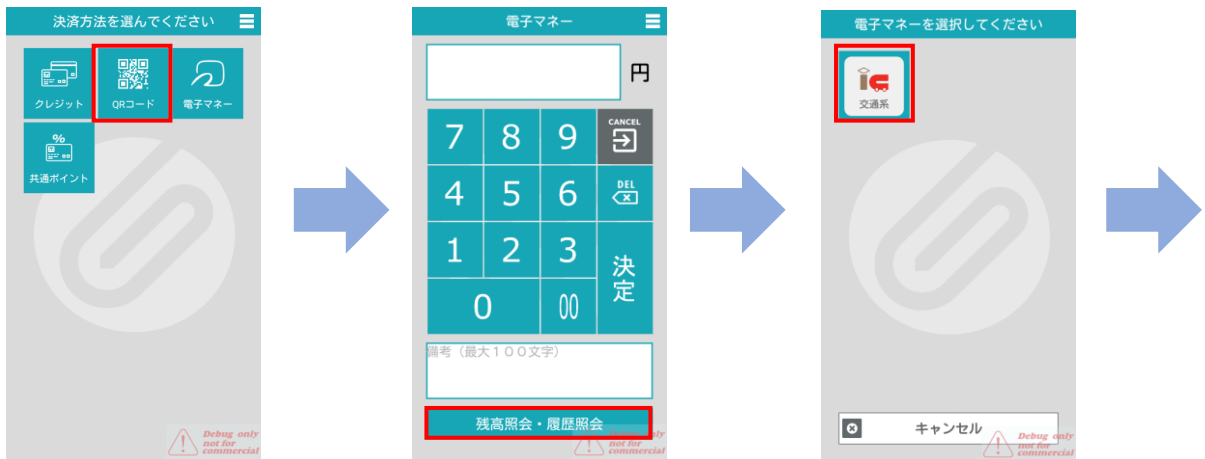 決済方法を選んでください
クレジット
QRコード
電子マネー
%
共通ポイント
Debug only
not for
commercial
電子マネー
円
7
8
9
CANCEL
4
5
6
DEL
1
2
3
決定
0
00
備考（最大１００文字）
残高照会・履歴照会
not for
commercial
電子マネーを選択してください
交通系
キャンセル
Debug only
not for
commercial